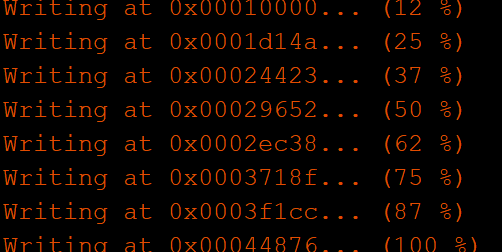 Writing at 0x00010000... (12 %)
Writing at 0x0001d14a... (25 %)
Writing at 0x00024423... (37 %)
Writing at 0x00029652... (50 %)
Writing at 0x0002ec38... (62 %)
Writing at 0x0003718f... (75 %)
Writing at 0x0003f1cc... (87 %)
Writing at 0x00044876... (100 %)